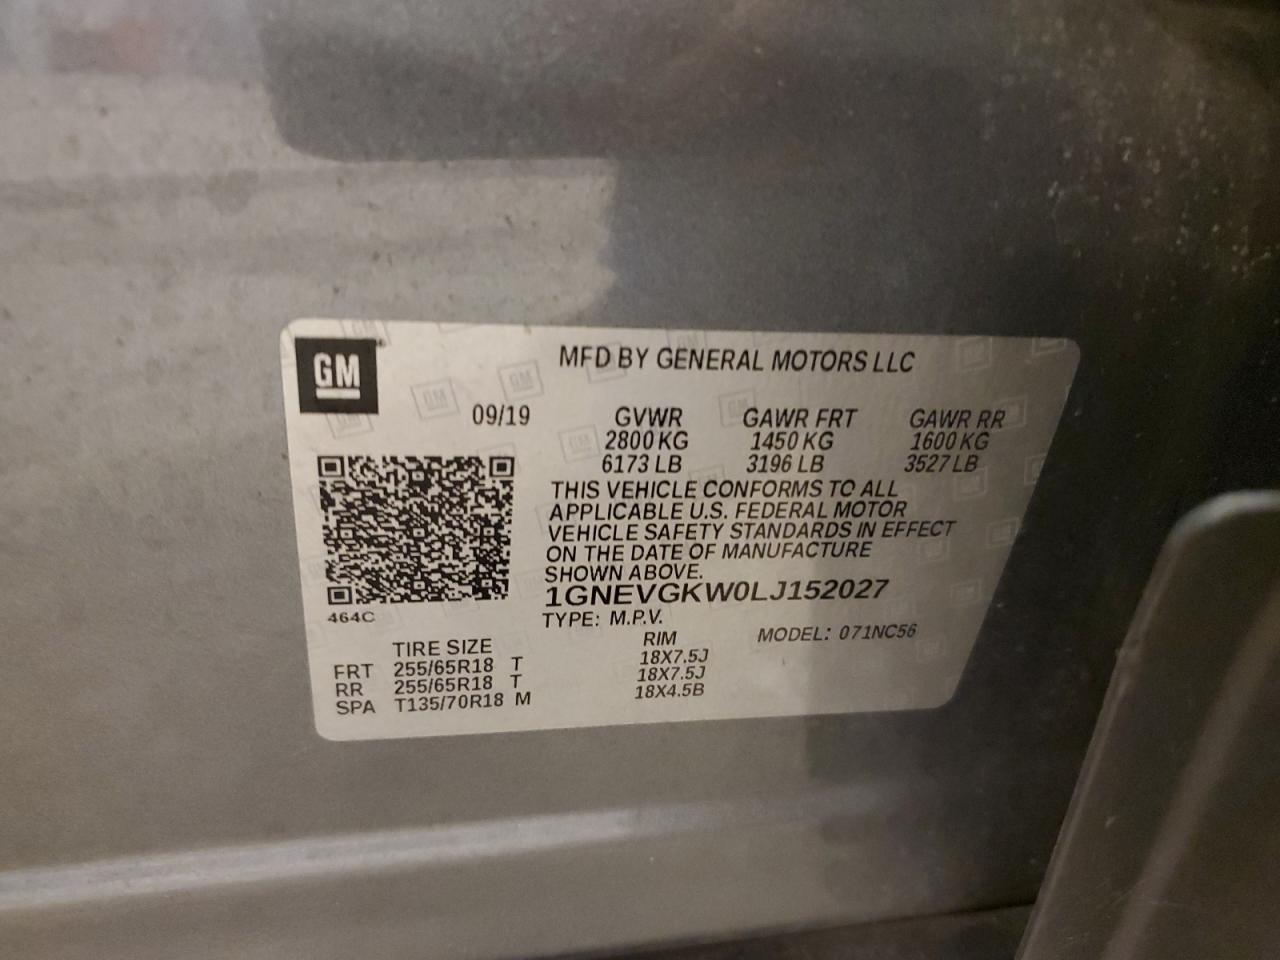 GM
MFD BY GENERAL MOTORS LLC
09/19 GVWR GAWR FRT GAWR RR
2800 KG 1450 KG 1600 KG
6173 LB 3196 LB 3527 LB
THIS VEHICLE CONFORMS TO ALL
APPLICABLE U.S. FEDERAL MOTOR
VEHICLE SAFETY STANDARDS IN EFFECT
ON THE DATE OF MANUFACTURE
SHOWN ABOVE.
1GNEVGKW0LJ152027
464C
TYPE: M.P.V. MODEL: 071NC56
TIRE SIZE RIM
FRT 255/65R18 T 18X7.5J
RR 255/65R18 T 18X7.5J
SPA T135/70R18 M 18X4.5B